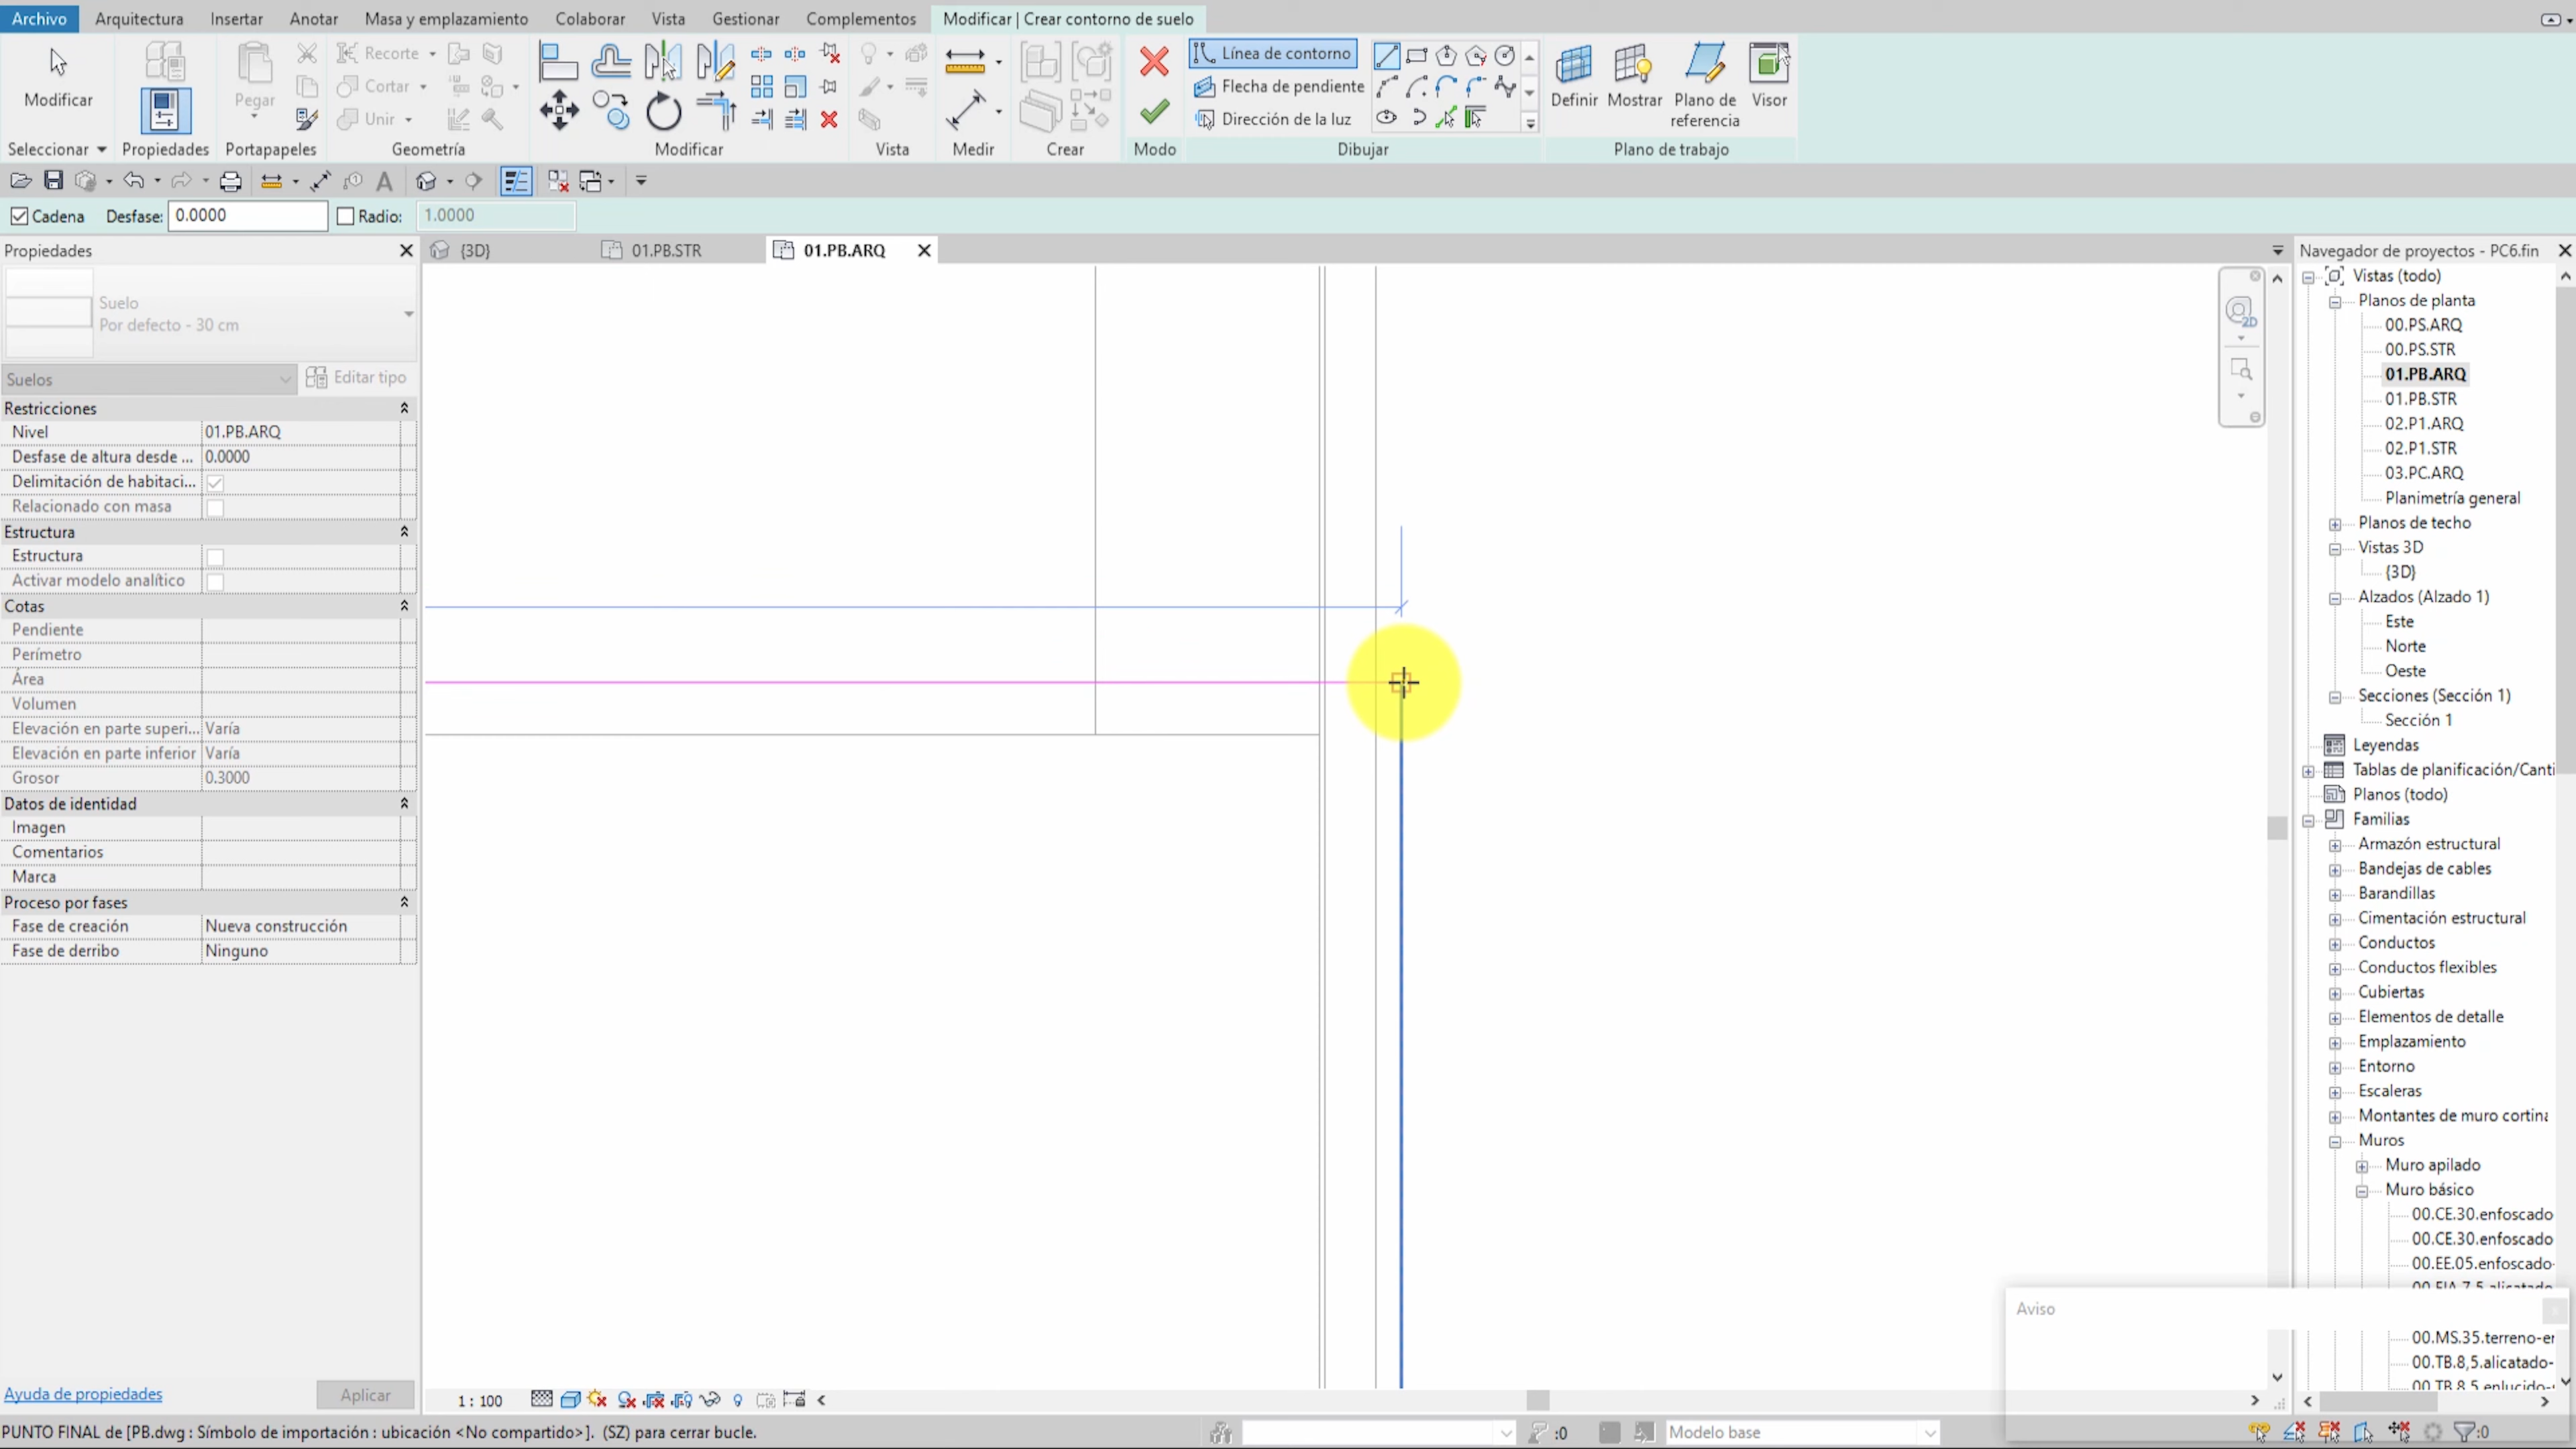 Archivo Arquitectura Insertar Anotar Masa y emplazamiento Colaborar Vista Gestionar Complementos Modificar | Crear contorno de suelo
Modificar
Seleccionar
Propiedades
Pegar
Portapapeles
Recorte
Cortar
Unir
Geometría
Modificar
Vista
Medir
Crear
Modo
Línea de contorno
Flecha de pendiente
Dirección de la luz
Dibujar
Definir
Mostrar
Plano de referencia
Visor
Plano de trabajo
Cadena Desfase: 0.0000 Radio: 1.0000
Propiedades
{3D}
01.PB.STR
01.PB.ARQ
Suelo
Por defecto - 30 cm
Suelos Editar tipo
Restricciones
Nivel 01.PB.ARQ
Desfase de altura desde ... 0.0000
Delimitación de habitaci...
Relacionado con masa
Estructura
Estructura
Activar modelo analítico
Cotas
Pendiente
Perímetro
Área
Volumen
Elevación en parte superi... Varía
Elevación en parte inferior Varía
Grosor 0.3000
Datos de identidad
Imagen
Comentarios
Marca
Proceso por fases
Fase de creación Nueva construcción
Fase de derribo Ninguno
Ayuda de propiedades Aplicar
2D
Navegador de proyectos - PC6.fin
Vistas (todo)
Planos de planta
00.PS.ARQ
00.PS.STR
01.PB.ARQ
01.PB.STR
02.P1.ARQ
02.P1.STR
03.PC.ARQ
Planimetría general
Planos de techo
Vistas 3D
{3D}
Alzados (Alzado 1)
Este
Norte
Oeste
Secciones (Sección 1)
Sección 1
Leyendas
Tablas de planificación/Canti
Planos (todo)
Familias
Armazón estructural
Bandejas de cables
Barandillas
Cimentación estructural
Conductos
Conductos flexibles
Cubiertas
Elementos de detalle
Emplazamiento
Entorno
Escaleras
Montantes de muro cortina
Muros
Muro apilado
Muro básico
00.CE.30.enfoscado
00.CE.30.enfoscado
00.EE.05.enfoscado-
Aviso
00.MS.35.terreno-er
00.TB.8,5.alicatado-
00.TB.8,5.enlucido-
1 : 100
PUNTO FINAL de [PB.dwg : Símbolo de importación : ubicación <No compartido>]. (SZ) para cerrar bucle.
:0
Modelo base
:0